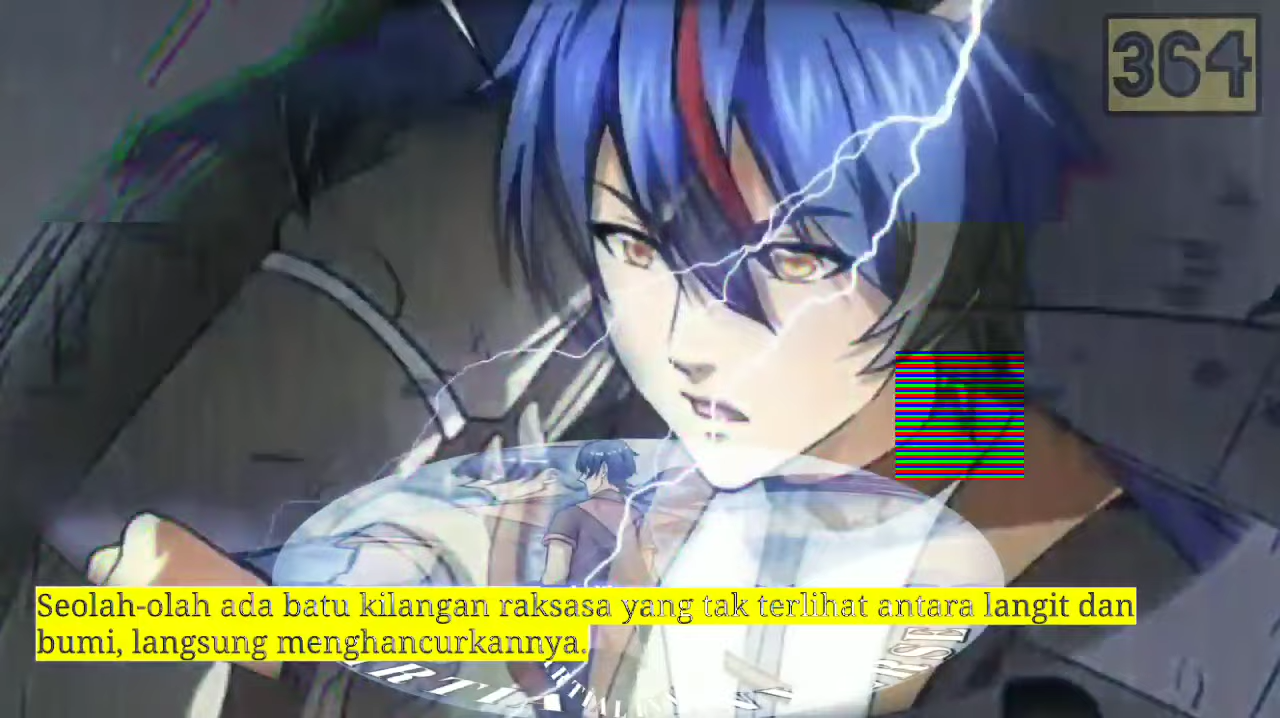 364
Seolah-olah ada batu kilangan raksasa yang tak terlihat antara langit dan
bumi, langsung menghancurkannya.